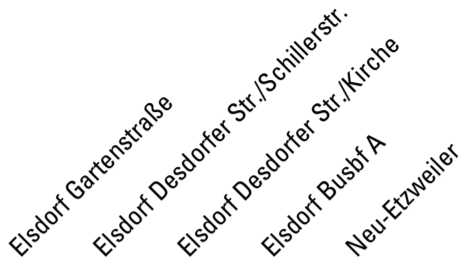 Elsdorf Gartenstraße
Elsdorf Desdorfer Str./Schillerstr.
Elsdorf Desdorfer Str./Kirche
Elsdorf Busbf A
Neu-Etzweiler